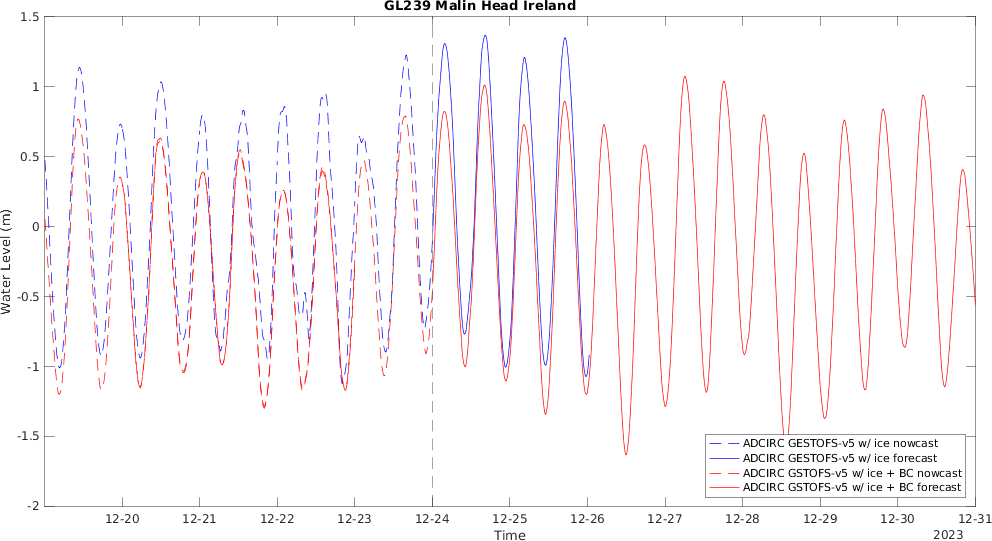 GL239 Malin Head Ireland
1.5
1
0.5
0
-0.5
-1
-1.5
-2
Water Level (m)
12-20 12-21 12-22 12-23 12-24 12-25 12-26 12-27 12-28 12-29 12-30 12-31
Time
2023
ADCIRC GESTOFS-v5 w/ ice nowcast
ADCIRC GESTOFS-v5 w/ ice forecast
ADCIRC GSTOFS-v5 w/ ice + BC nowcast
ADCIRC GSTOFS-v5 w/ ice + BC forecast